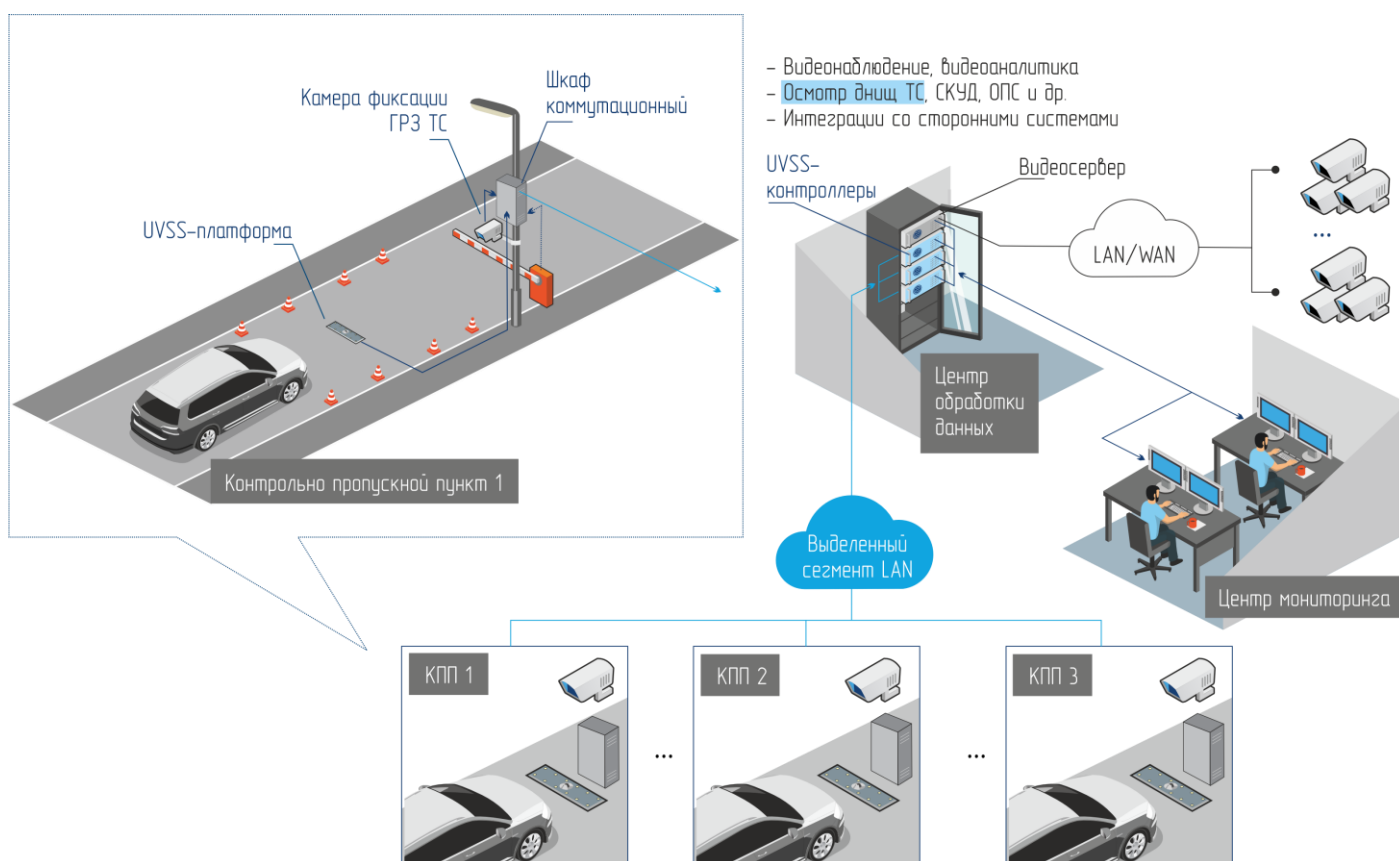 Камера фиксации
ГРЗ ТС
Шкаф
коммутационный
UVSS-платформа
Контрольно пропускной пункт 1
– Видеонаблюдение, видеоаналитика
– Осмотр днищ ТС, СКУД, ОПС и др.
– Интеграции со сторонними системами
UVSS-
контроллеры
Видеосервер
LAN/WAN
...
Центр
обработки
данных
Выделенный
сегмент LAN
Центр мониторинга
КПП 1
...
КПП 2
...
КПП 3